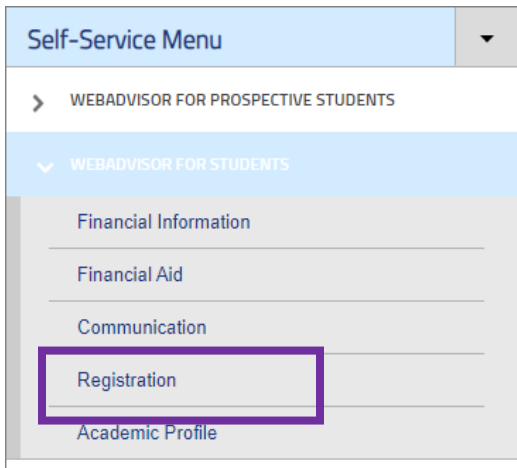 Self-Service Menu
WEBADVISOR FOR PROSPECTIVE STUDENTS
WEBADVISOR FOR STUDENTS
Financial Information
Financial Aid
Communication
Registration
Academic Profile